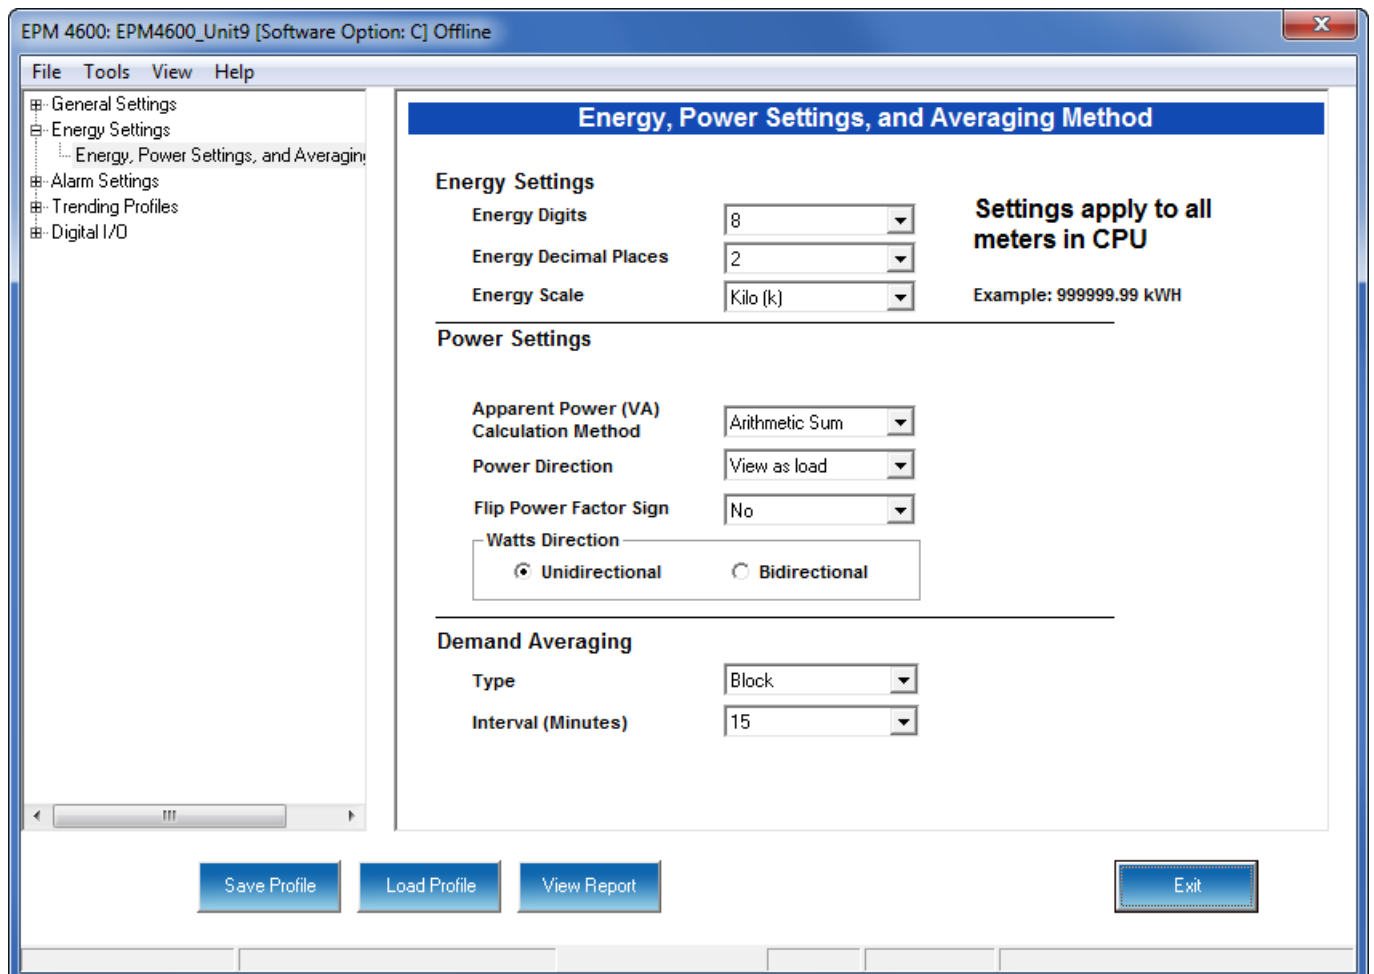 EPM 4600: EPM4600_Unit9 [Software Option: C] Offline
File Tools View Help
General Settings
Energy Settings
Energy, Power Settings, and Averagin
Alarm Settings
Trending Profiles
Digital I/O
Energy, Power Settings, and Averaging Method
Energy Settings
Energy Digits 8
Energy Decimal Places 2
Energy Scale Kilo (k)
Settings apply to all
meters in CPU
Example: 999999.99 kWH
Power Settings
Apparent Power (VA)
Calculation Method Arithmetic Sum
Power Direction View as load
Flip Power Factor Sign No
Watts Direction
Unidirectional Bidirectional
Demand Averaging
Type Block
Interval (Minutes) 15
Save Profile Load Profile View Report Exit